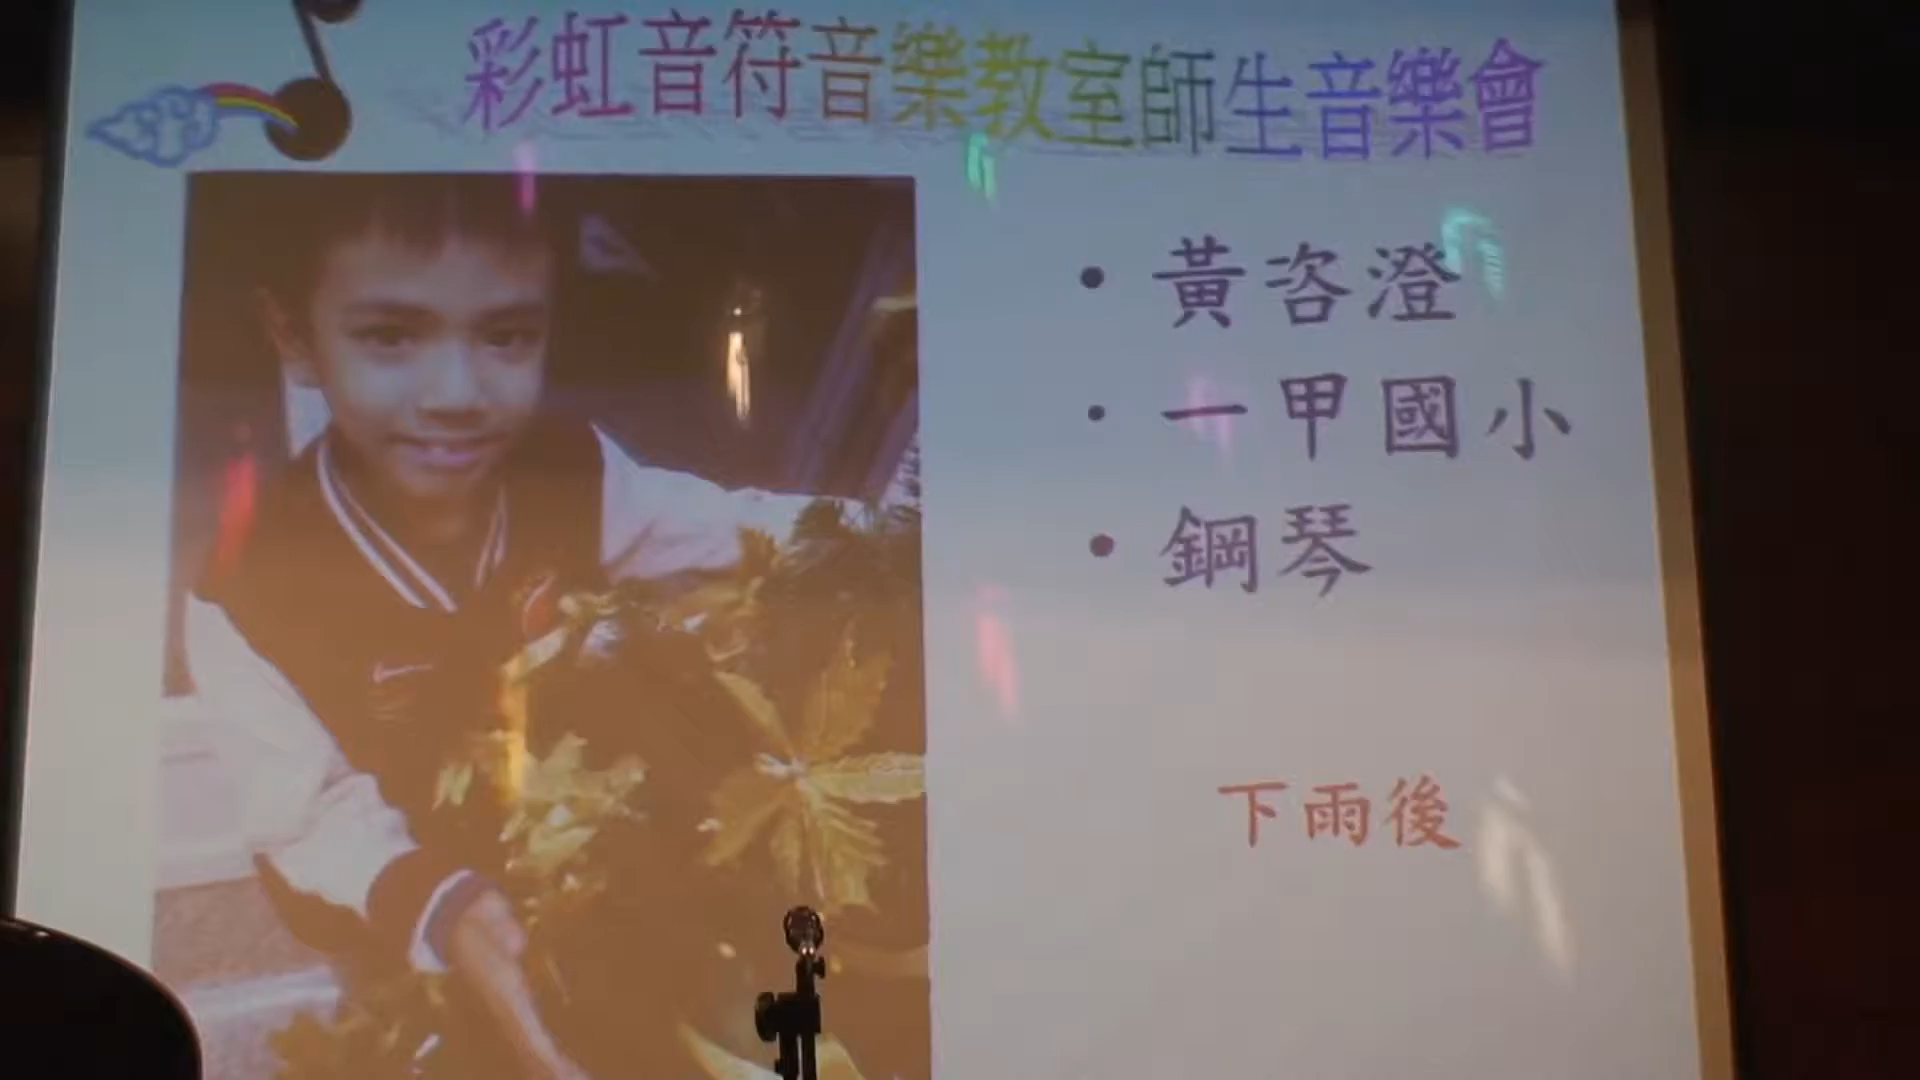 彩虹音符音樂教室師生音樂會
• 黃咨澄
• 一甲國小
• 鋼琴
下雨後